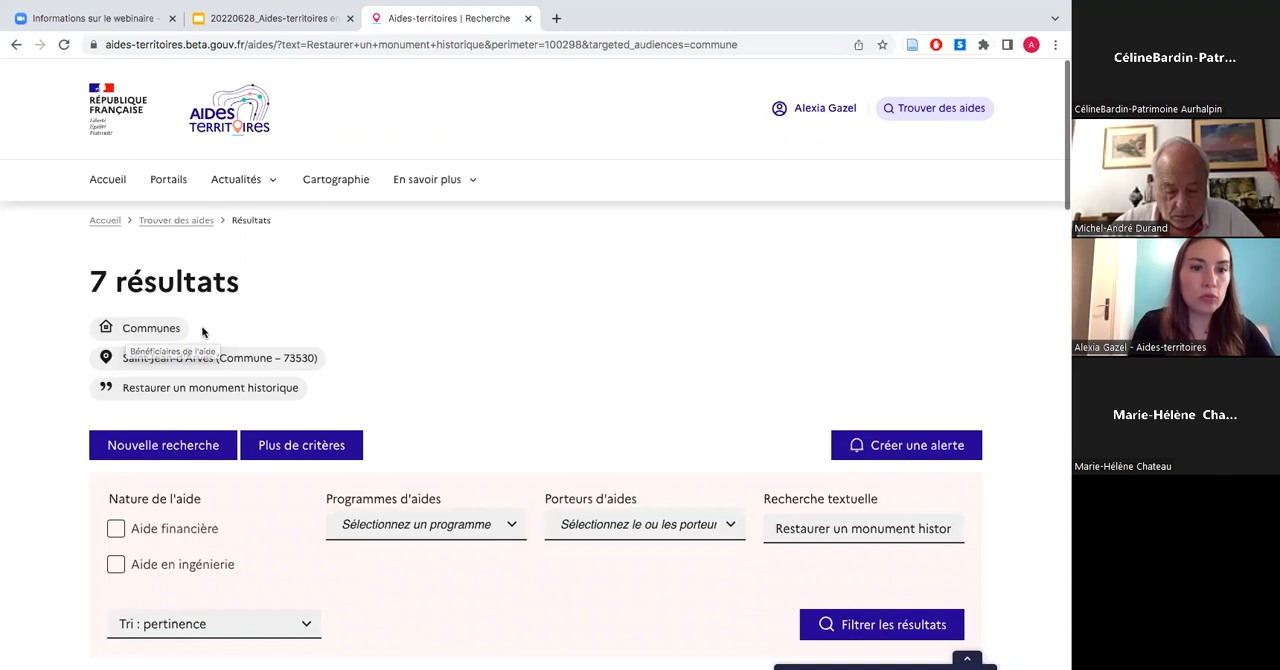 Informations sur le webinaire -
20220628_Aides-territoires en
Aides-territoires | Recherche
aides-territoires.beta.gouv.fr/aides/?text=Restaurer+un+monument+historique&perimeter=100298&targeted_audiences=commune
S
A
RÉPUBLIQUE
FRANÇAISE
Liberté
Égalité
Fraternité
AIDES
TERRITOIRES
Alexia Gazel
Trouver des aides
Accueil
Portails
Actualités
Cartographie
En savoir plus
Accueil > Trouver des aides > Résultats
7 résultats
Communes
Bénéficiaires de l'aide
Saint-Jean-d'Arves (Commune – 73530)
Restaurer un monument historique
Nouvelle recherche
Plus de critères
Créer une alerte
Nature de l'aide
Programmes d'aides
Porteurs d'aides
Recherche textuelle
Aide financière
Sélectionnez un programme
Sélectionnez le ou les porteur
Restaurer un monument histor
Aide en ingénierie
Tri : pertinence
Filtrer les résultats
CélineBardin-Patr...
CélineBardin-Patrimoine Aurhalpin
Michel-André Durand
Alexia Gazel - Aides-territoires
Marie-Hélène Cha...
Marie-Hélène Chateau